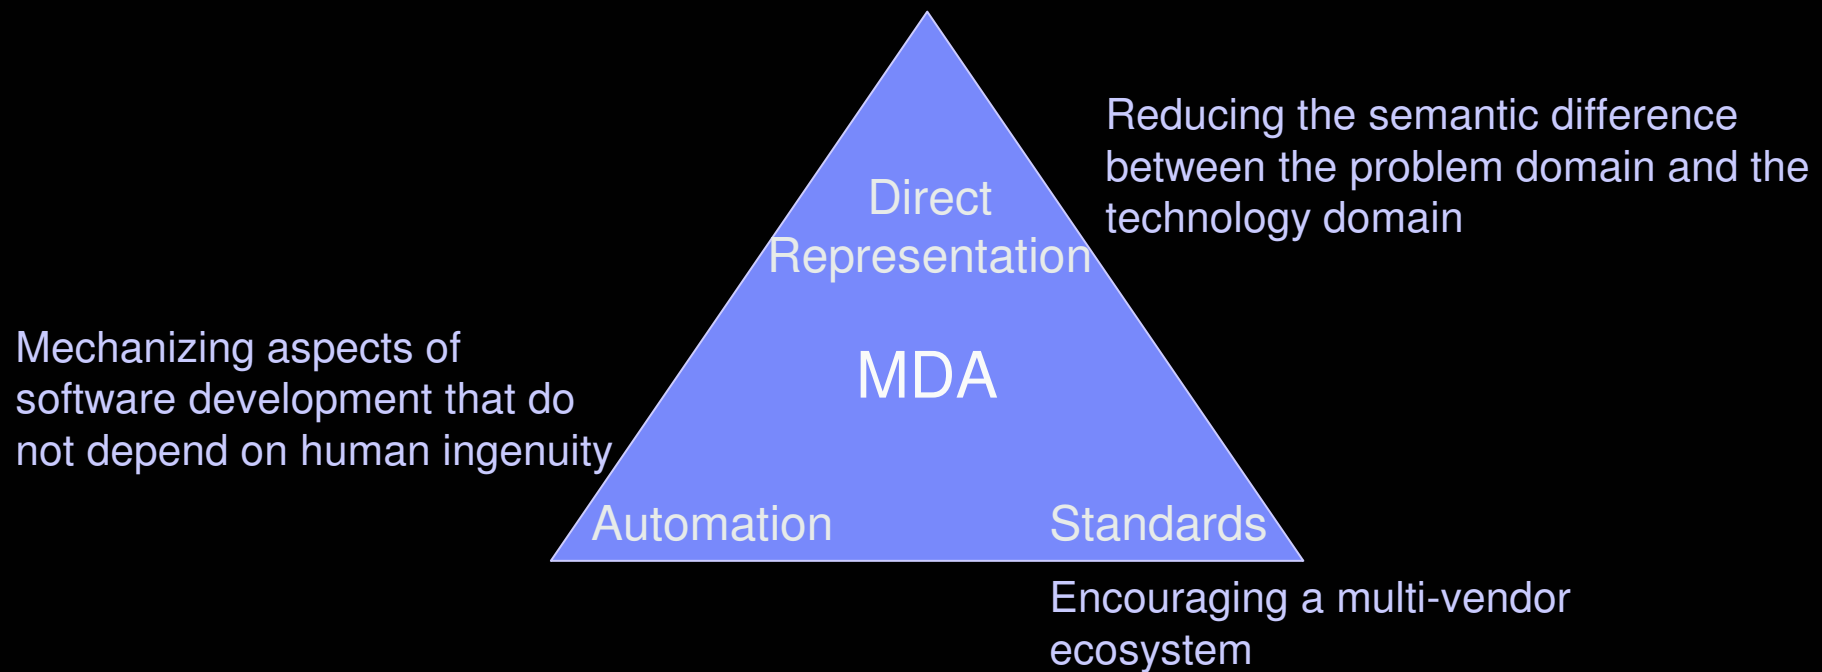 Reducing the semantic difference
between the problem domain and the
technology domain
Direct
Representation
MDA
Mechanizing aspects of
software development that do
not depend on human ingenuity
Automation
Standards
Encouraging a multi-vendor
ecosystem